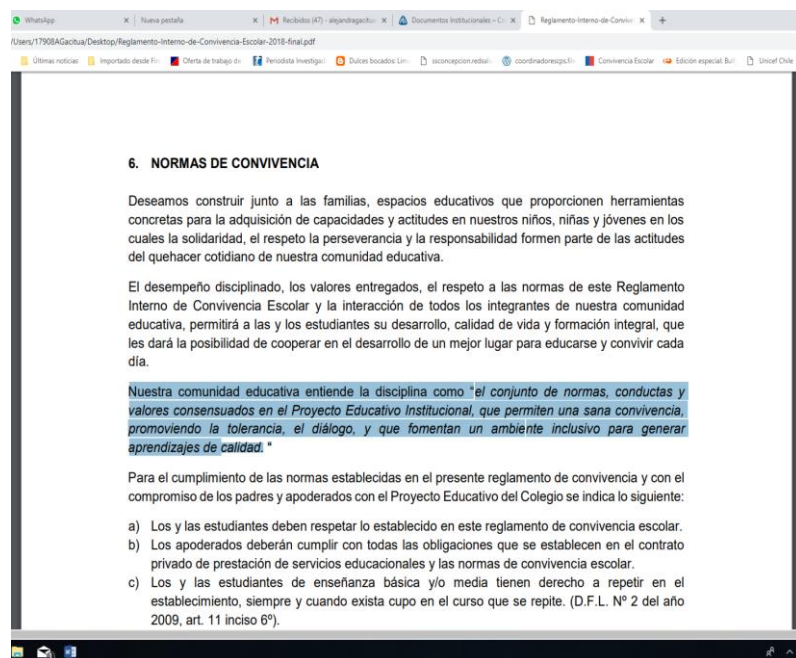 WhatsApp
Nueva pestaña
Recibidos (47) - alejandragacitua
Documentos Institucionales – C
Reglamento-Interno-de-Convive
/Users/17908AGacitua/Desktop/Reglamento-Interno-de-Convivencia-Escolar-2018-final.pdf
Últimas noticias
Importado desde Fir
Oferta de trabajo de
Periodista Investigad
Dulces bocados: Lim
ssconcepcion.redsal
Convivencia Escolar
Edición especial: Bul
Unicef Chile
6. NORMAS DE CONVIVENCIA
Deseamos construir junto a las familias, espacios educativos que proporcionen herramientas
concretas para la adquisición de capacidades y actitudes en nuestros niños, niñas y jóvenes en los
cuales la solidaridad, el respeto la perseverancia y la responsabilidad formen parte de las actitudes
del quehacer cotidiano de nuestra comunidad educativa.
El desempeño disciplinado, los valores entregados, el respeto a las normas de este Reglamento
Interno de Convivencia Escolar y la interacción de todos los integrantes de nuestra comunidad
educativa, permitirá a las y los estudiantes su desarrollo, calidad de vida y formación integral, que
les dará la posibilidad de cooperar en el desarrollo de un mejor lugar para educarse y convivir cada
día.
Nuestra comunidad educativa entiende la disciplina como “el conjunto de normas, conductas y
valores consensuados en el Proyecto Educativo Institucional, que permiten una sana convivencia,
promoviendo la tolerancia, el diálogo, y que fomentan un ambiente inclusivo para generar
aprendizajes de calidad. “
Para el cumplimiento de las normas establecidas en el presente reglamento de convivencia y con el
compromiso de los padres y apoderados con el Proyecto Educativo del Colegio se indica lo siguiente:
a) Los y las estudiantes deben respetar lo establecido en este reglamento de convivencia escolar.
b) Los apoderados deberán cumplir con todas las obligaciones que se establecen en el contrato
privado de prestación de servicios educacionales y las normas de convivencia escolar.
c) Los y las estudiantes de enseñanza básica y/o media tienen derecho a repetir en el
establecimiento, siempre y cuando exista cupo en el curso que se repite. (D.F.L. Nº 2 del año
2009, art. 11 inciso 6º).